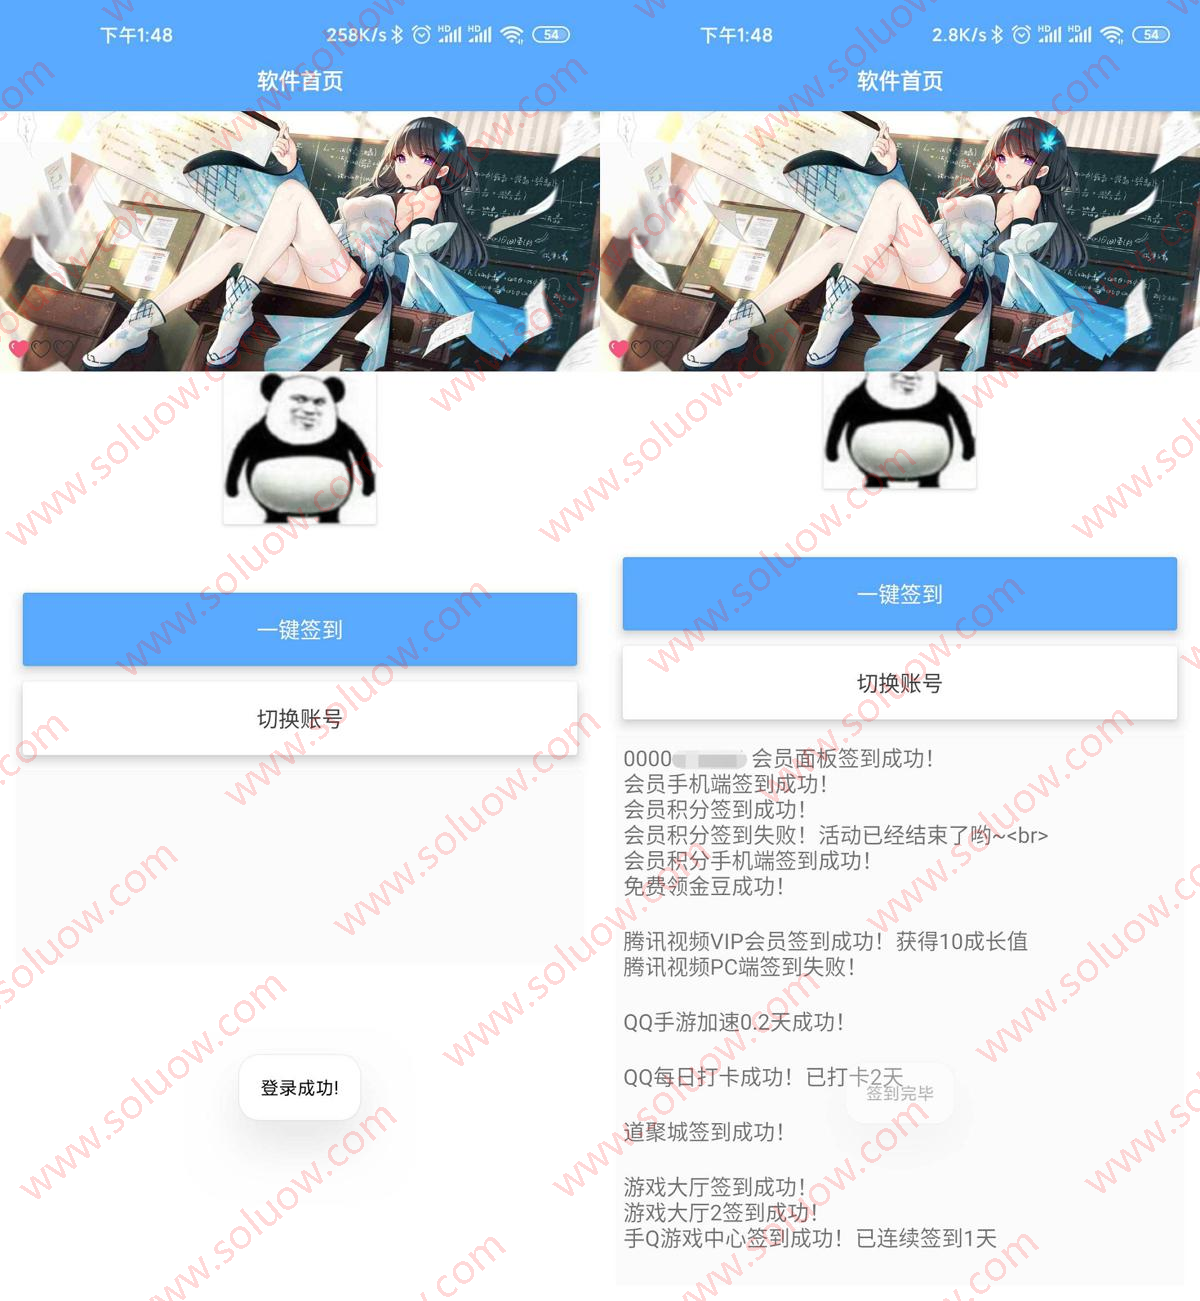 下午1:48
258K/s
HD
HD
54
软件首页
一键签到
切换账号
登录成功!
下午1:48
2.8K/s
HD
HD
54
软件首页
一键签到
切换账号
0000 会员面板签到成功！
会员手机端签到成功！
会员积分签到成功！
会员积分签到失败！活动已经结束了哟~<br>
会员积分手机端签到成功！
免费领金豆成功！
腾讯视频VIP会员签到成功！获得10成长值
腾讯视频PC端签到失败！
QQ手游加速0.2天成功！
QQ每日打卡成功！已打卡2天
签到完毕
道聚城签到成功！
游戏大厅签到成功！
游戏大厅2签到成功！
手Q游戏中心签到成功！已连续签到1天
www.soluow.com